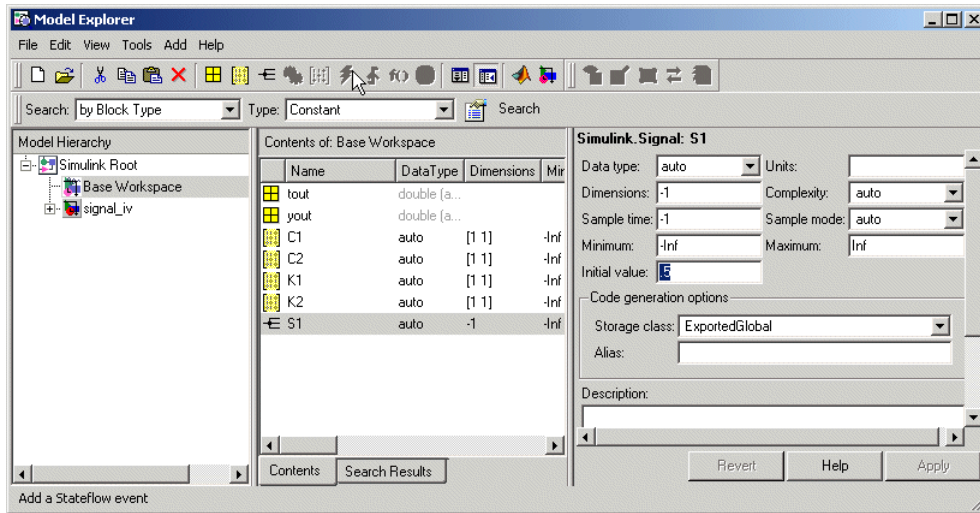 Model Explorer
File Edit View Tools Add Help
f()
Search: by Block Type Type: Constant Search
Model Hierarchy
Simulink Root
Base Workspace
signal_iv
Contents of: Base Workspace
Name DataType Dimensions Mir
tout double (a...
yout double (a...
C1 auto [1 1] -Inf
C2 auto [1 1] -Inf
K1 auto [1 1] -Inf
K2 auto [1 1] -Inf
S1 auto -1 -Inf
Contents Search Results
Simulink.Signal: S1
Data type: auto Units:
Dimensions: -1 Complexity: auto
Sample time: -1 Sample mode: auto
Minimum: -Inf Maximum: Inf
Initial value: .5
Code generation options
Storage class: ExportedGlobal
Alias:
Description:
Revert Help Apply
Add a Stateflow event